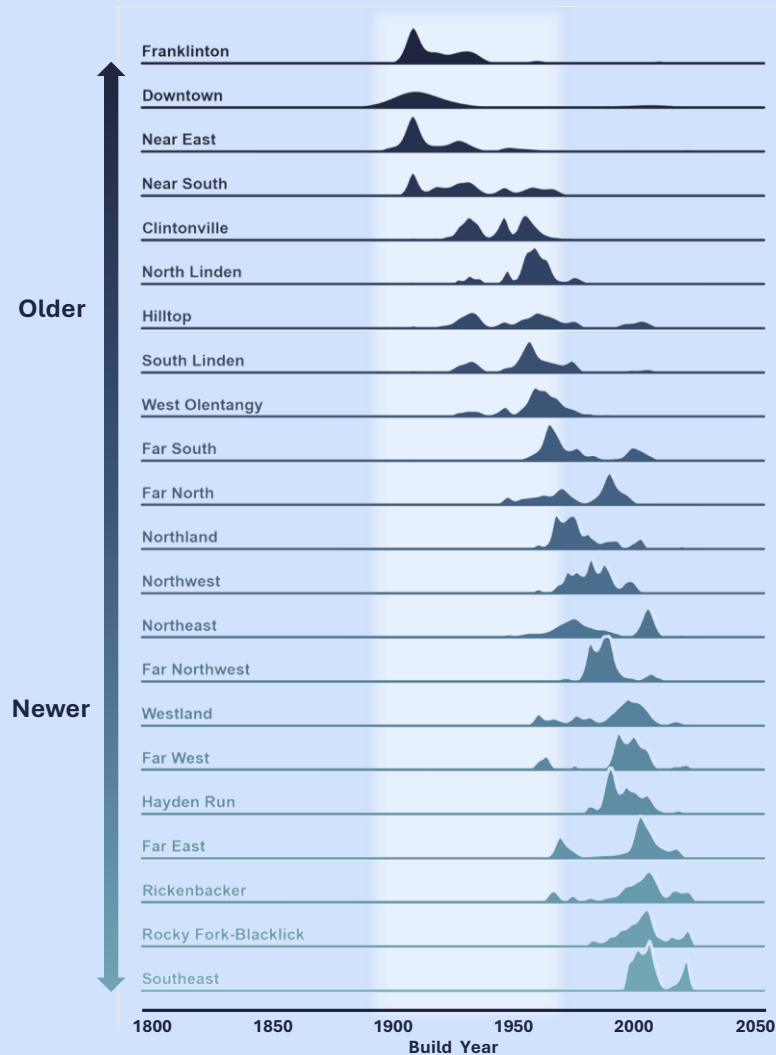 Franklinton
Downtown
Near East
Near South
Clintonville
North Linden
Older
Hilltop
South Linden
West Olentangy
Far South
Far North
Northland
Northwest
Northeast
Far Northwest
Newer
Westland
Far West
Hayden Run
Far East
Rickenbacker
Rocky Fork-Blacklick
Southeast
1800 1850 1900 1950 2000 2050
Build Year